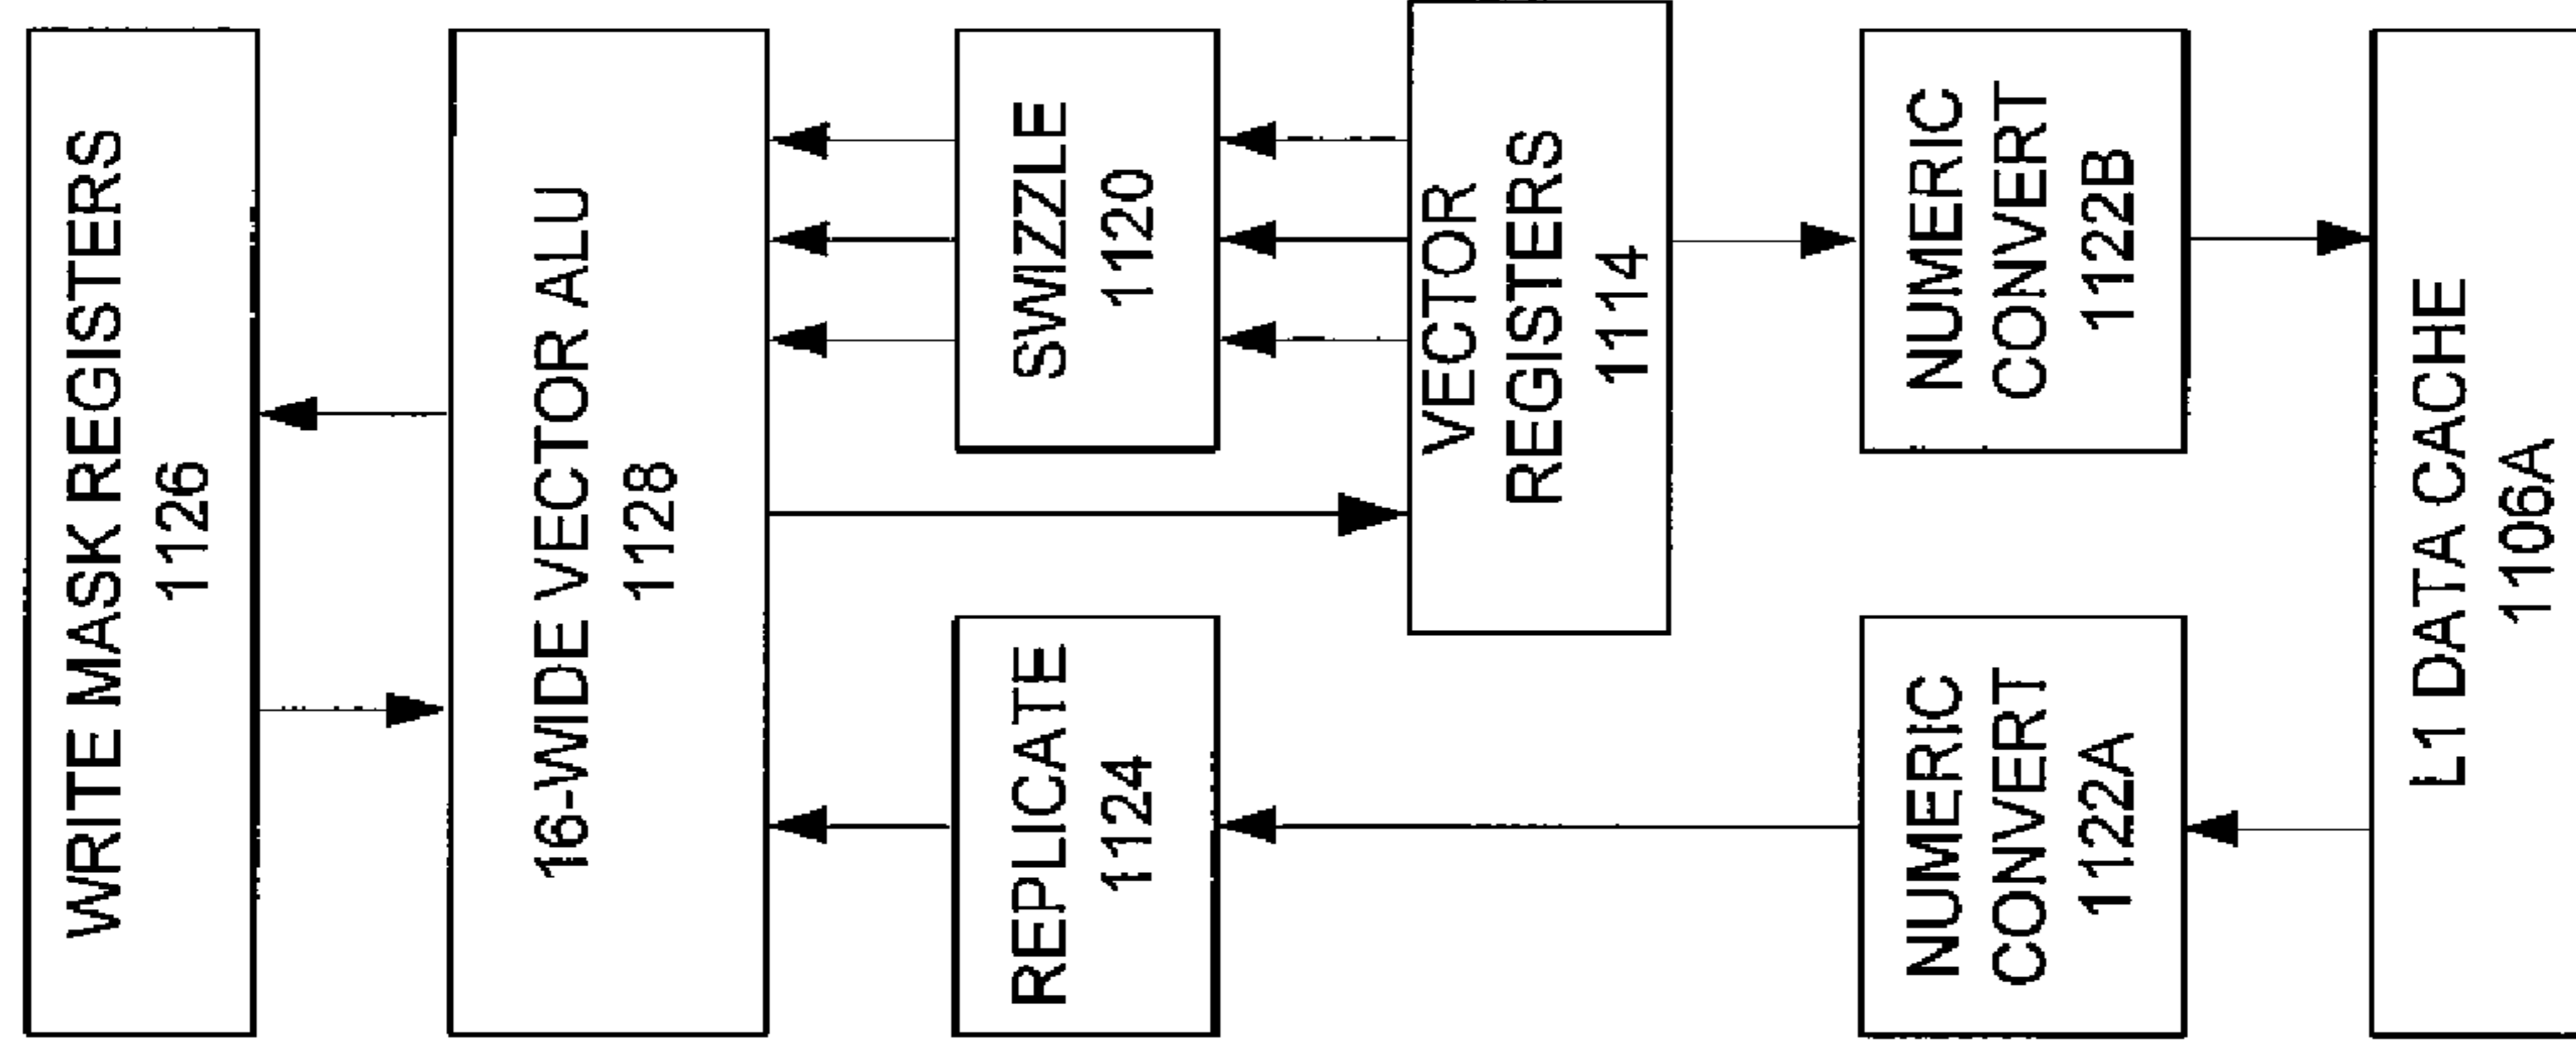 WRITE MASK REGISTERS
1126
16-WIDE VECTOR ALU
1128
REPLICATE
1124
SWIZZLE
1120
VECTOR
REGISTERS
1114
NUMERIC
CONVERT
1122A
NUMERIC
CONVERT
1122B
L1 DATA CACHE
1106A